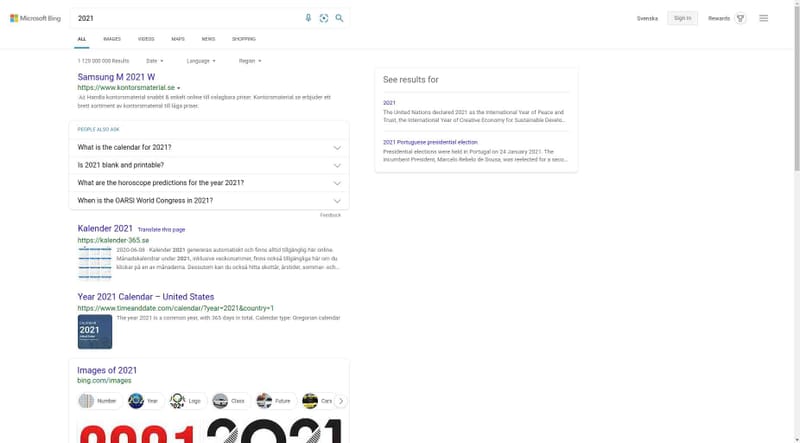 Microsoft Bing
2021
Svenska
Sign in
Rewards
ALL
IMAGES
VIDEOS
MAPS
NEWS
SHOPPING
1 120 000 000 Results
Date
Language
Region
Samsung M 2021 W
https://www.kontorsmaterial.se
Ad Handla kontorsmaterial snabbt & enkelt online till oslagbara priser. Kontorsmaterial.se erbjuder ett
brett sortiment av kontorsmaterial till låga priser.
PEOPLE ALSO ASK
What is the calendar for 2021?
Is 2021 blank and printable?
What are the horoscope predictions for the year 2021?
When is the OARSI World Congress in 2021?
Feedback
Kalender 2021 Translate this page
https://kalender-365.se
2020-06-08 · Kalender 2021 genereras automatiskt och finns alltid tillgänglig här online.
Månadskalendrar under 2021, inklusive veckonummer, finns också tillgängliga här om du
klickar på en av månaderna. Dessutom kan du också hitta skottår, årstider, sommar- och...
Year 2021 Calendar – United States
https://www.timeanddate.com/calendar/?year=2021&country=1
2021
The year 2021 is a common year, with 365 days in total. Calendar type: Gregorian calendar
Images of 2021
bing.com/images
Number
Year
Logo
Class
Future
Cars
2021
2021
See results for
2021
The United Nations declared 2021 as the International Year of Peace and
Trust, the International Year of Creative Economy for Sustainable Develo...
2021 Portuguese presidential election
Presidential elections were held in Portugal on 24 January 2021. The
incumbent President, Marcelo Rebelo de Sousa, was reelected for a seco...